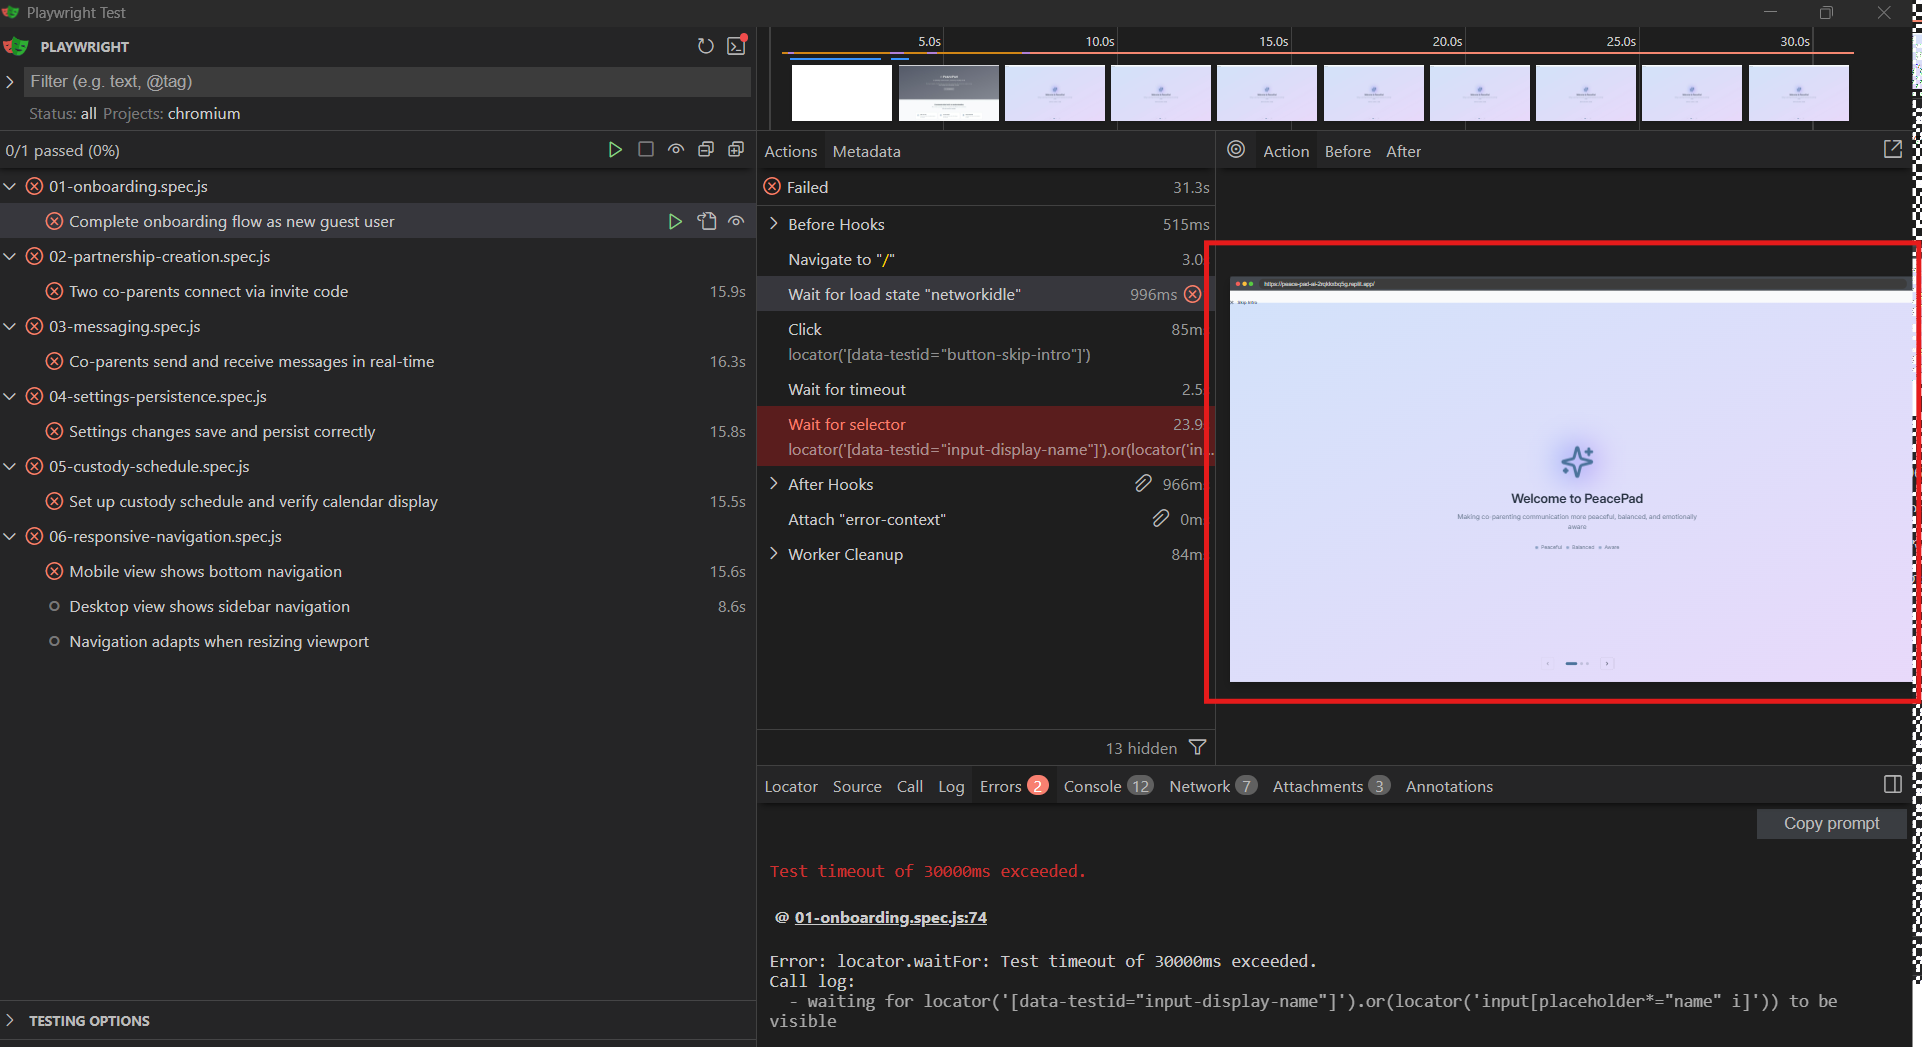 Playwright Test
PLAYWRIGHT
Filter (e.g. text, @tag)
Status: all Projects: chromium
0/1 passed (0%)
01-onboarding.spec.js
Complete onboarding flow as new guest user
02-partnership-creation.spec.js
Two co-parents connect via invite code 15.9s
03-messaging.spec.js
Co-parents send and receive messages in real-time 16.3s
04-settings-persistence.spec.js
Settings changes save and persist correctly 15.8s
05-custody-schedule.spec.js
Set up custody schedule and verify calendar display 15.5s
06-responsive-navigation.spec.js
Mobile view shows bottom navigation 15.6s
Desktop view shows sidebar navigation 8.6s
Navigation adapts when resizing viewport
TESTING OPTIONS
5.0s 10.0s 15.0s 20.0s 25.0s 30.0s
Actions Metadata
Failed 31.3s
Before Hooks 515ms
Navigate to "/" 3.0
Wait for load state "networkidle" 996ms
Click 85m
locator('[data-testid="button-skip-intro"]')
Wait for timeout 2.5
Wait for selector 23.9
locator('[data-testid="input-display-name"]').or(locator('in...
After Hooks 966m
Attach "error-context" 0m
Worker Cleanup 84m
13 hidden
Action Before After
Skip Intro
Welcome to PeacePad
Making co-parenting communication more peaceful, balanced, and emotionally
aware.
Peaceful Balanced Aware
Locator Source Call Log Errors 2 Console 12 Network 7 Attachments 3 Annotations
Copy prompt
Test timeout of 30000ms exceeded.
@ 01-onboarding.spec.js:74
Error: locator.waitFor: Test timeout of 30000ms exceeded.
Call log:
- waiting for locator('[data-testid="input-display-name"]').or(locator('input[placeholder*="name" i]')) to be
visible